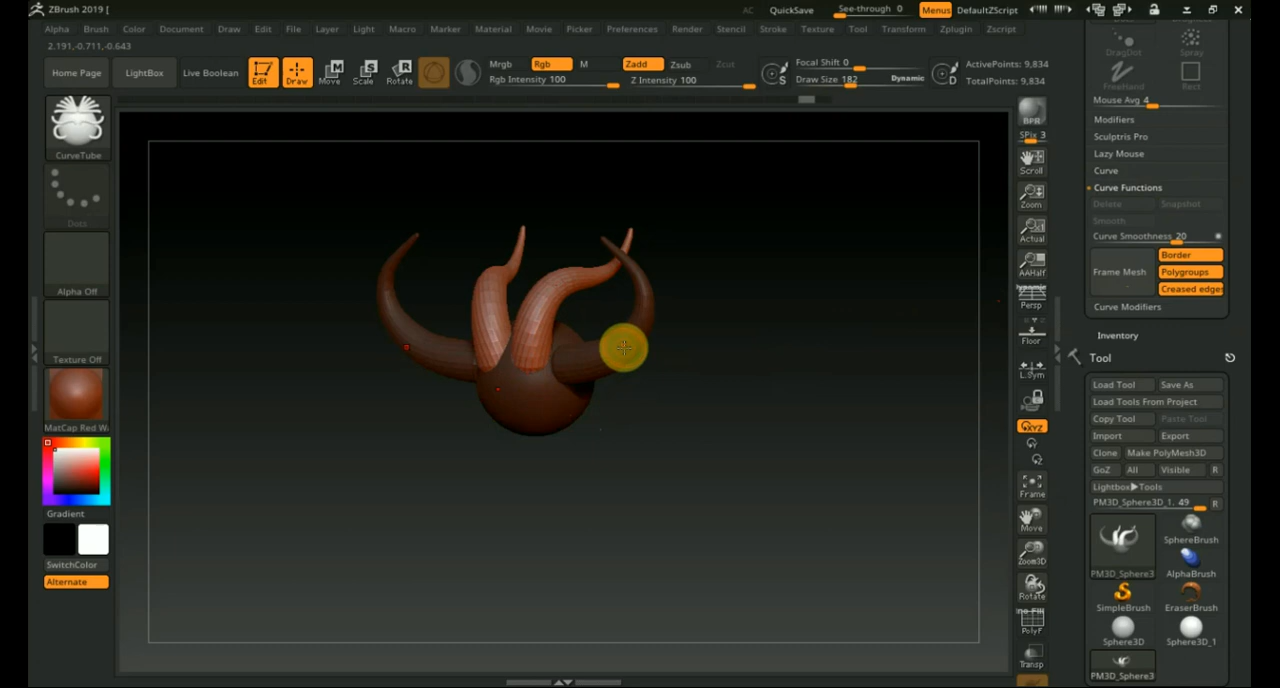 ZBrush 2019 [
AC QuickSave See-through 0 Menus DefaultZScript
Alpha Brush Color Document Draw Edit File Layer Light Macro Marker Material Movie Picker Preferences Render Stencil Stroke Texture Tool Transform Zplugin Zscript
2.191,-0.711,-0.643
Home Page LightBox Live Boolean Edit Draw Move Scale Rotate
Mrgb Rgb M Zadd Zsub Zcut
Rgb Intensity 100 Z Intensity 100
Focal Shift 0
Draw Size 182 Dynamic
ActivePoints: 9,834
TotalPoints: 9,834
CurveTube
Dots
Alpha Off
Texture Off
MatCap Red W
Gradient
SwitchColor
Alternate
BPR
SPix 3
Scroll
Zoom
Actual
AAHalf
Persp
Floor
L.Sym
XYZ
Frame
Move
Zoom3D
Rotate
PolyF
Transp
DragDot Spray
FreeHand Rect
Mouse Avg 4
Modifiers
Sculptris Pro
Lazy Mouse
Curve
Curve Functions
Delete Snapshot
Smooth
Curve Smoothness 20
Frame Mesh
Border
Polygroups
Creased edges
Curve Modifiers
Inventory
Tool
Load Tool Save As
Load Tools From Project
Copy Tool Paste Tool
Import Export
Clone Make PolyMesh3D
GoZ All Visible R
Lightbox▶Tools
PM3D_Sphere3D_1. 49 R
PM3D_Sphere3
SphereBrush
AlphaBrush
SimpleBrush EraserBrush
Sphere3D Sphere3D_1
PM3D_Sphere3